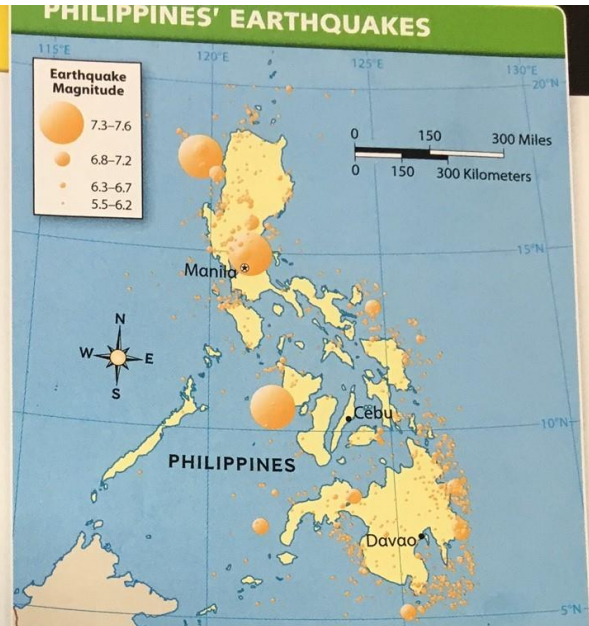 PHILIPPINES' EARTHQUAKES
115°E
120°E
125°E
130°E
20°N
Earthquake
Magnitude
7.3–7.6
6.8–7.2
6.3–6.7
5.5–6.2
0 150 300 Miles
0 150 300 Kilometers
15°N
Manila
N
W E
S
Cebu
10°N
PHILIPPINES
Davao
5°N